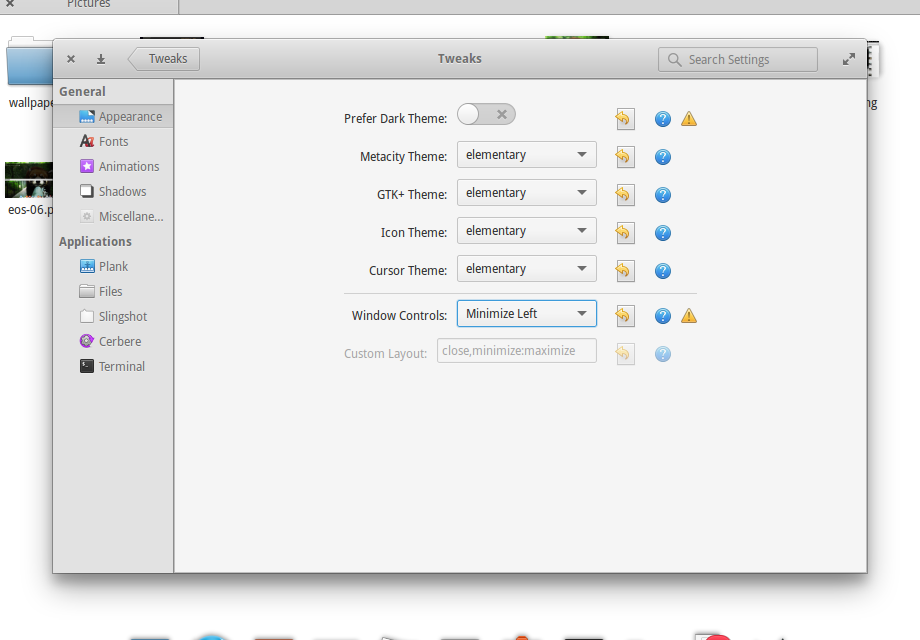 Pictures
Tweaks
Tweaks
Search Settings
General
Appearance
Fonts
Animations
Shadows
Miscellane...
Applications
Plank
Files
Slingshot
Cerbere
Terminal
Prefer Dark Theme:
Metacity Theme: elementary
GTK+ Theme: elementary
Icon Theme: elementary
Cursor Theme: elementary
Window Controls: Minimize Left
Custom Layout: close,minimize:maximize
wallpape
ng
eos-06.p